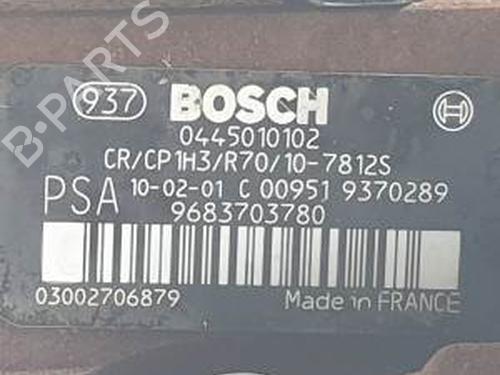 B-PARTS
937 BOSCH
0445010102
CR/CP1H3/R70/10-7812S
PSA 10-02-01 C 00951 9370289
9683703780
03002706879 Made in FRANCE